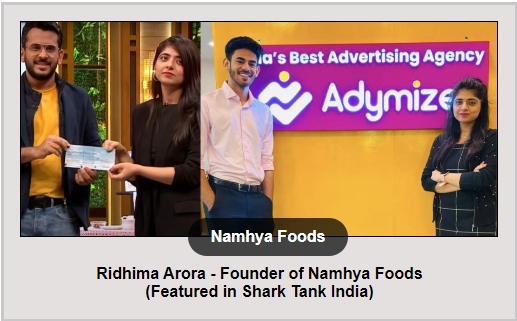 a's Best Advertising Agency
Adymize
Namhya Foods
Ridhima Arora - Founder of Namhya Foods
(Featured in Shark Tank India)